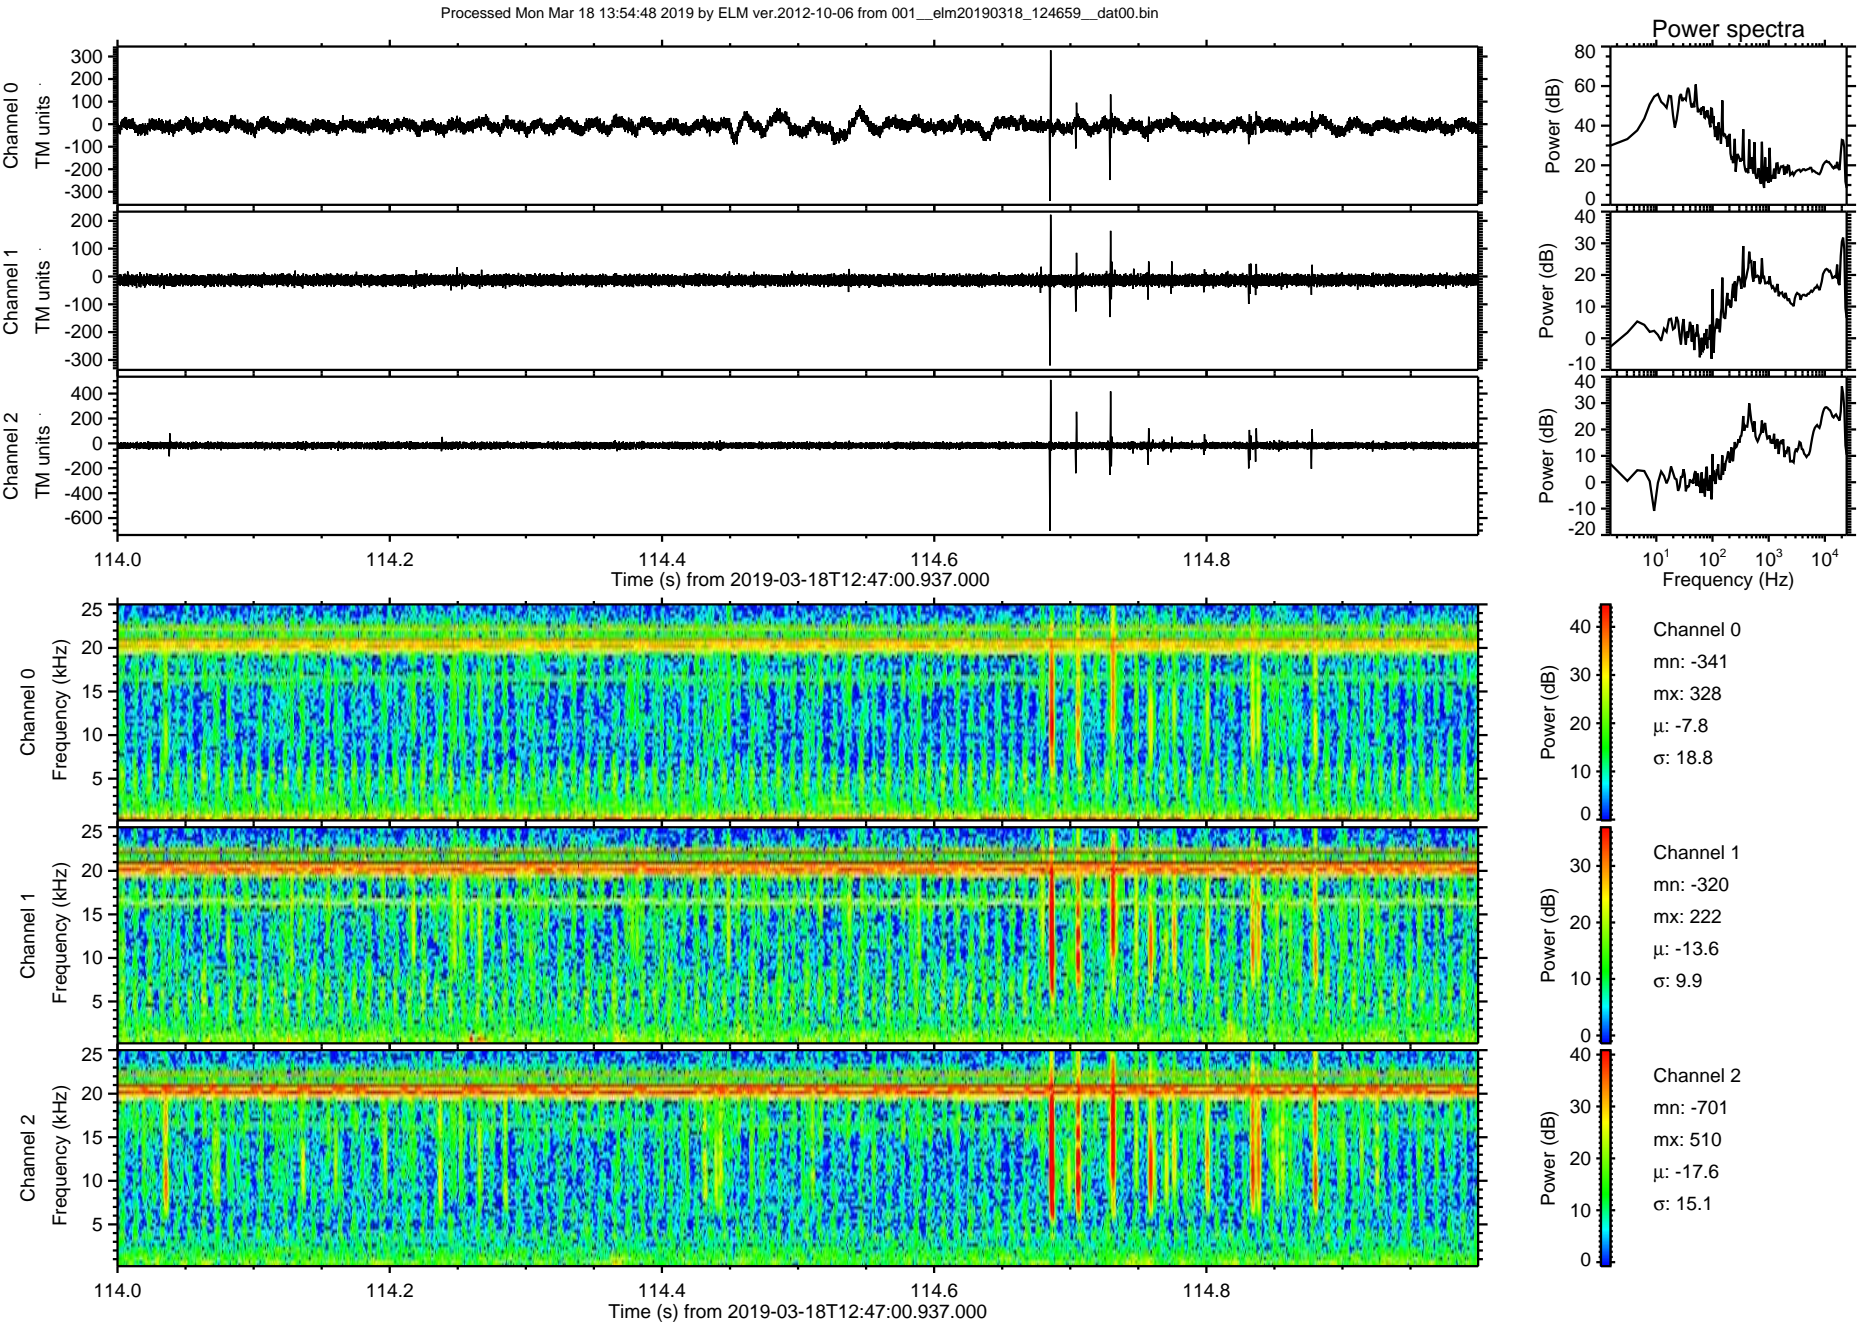 Processed Mon Mar 18 13:54:48 2019 by ELM ver.2012-10-06 from 001__elm20190318_124659__dat00.bin
Power spectra
Channel 0
TM units
300
200
100
0
-100
-200
-300
Power (dB)
80
60
40
20
0
Channel 1
TM units
200
100
0
-100
-200
-300
Power (dB)
40
30
20
10
0
-10
Channel 2
TM units
400
200
0
-200
-400
-600
Power (dB)
40
30
20
10
0
-10
-20
114.0 114.2 114.4 114.6 114.8
Time (s) from 2019-03-18T12:47:00.937.000
10¹ 10² 10³ 10⁴
Frequency (Hz)
Channel 0
Frequency (kHz)
25
20
15
10
5
Power (dB)
40
30
20
10
0
Channel 0
mn: -341
mx: 328
μ: -7.8
σ: 18.8
Channel 1
Frequency (kHz)
25
20
15
10
5
Power (dB)
30
20
10
0
Channel 1
mn: -320
mx: 222
μ: -13.6
σ: 9.9
Channel 2
Frequency (kHz)
25
20
15
10
5
Power (dB)
40
30
20
10
0
Channel 2
mn: -701
mx: 510
μ: -17.6
σ: 15.1
114.0 114.2 114.4 114.6 114.8
Time (s) from 2019-03-18T12:47:00.937.000